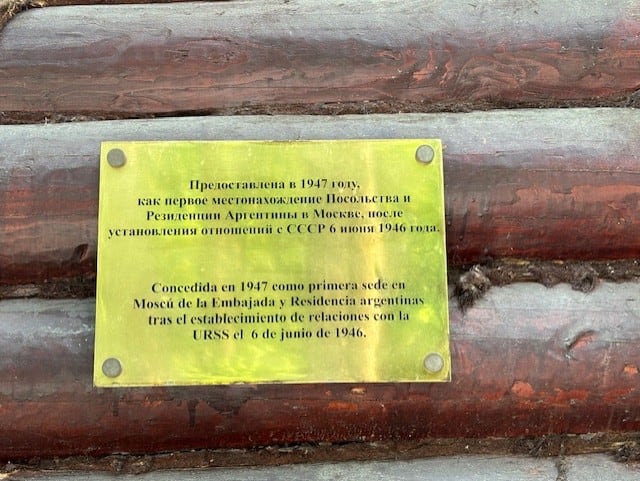 Предоставлена в 1947 году,
как первое местонахождение Посольства и
Резиденции Аргентины в Москве, после
установления отношений с СССР 6 июня 1946 года.
Concedida en 1947 como primera sede en
Moscú de la Embajada y Residencia argentinas
tras el establecimiento de relaciones con la
URSS el 6 de junio de 1946.